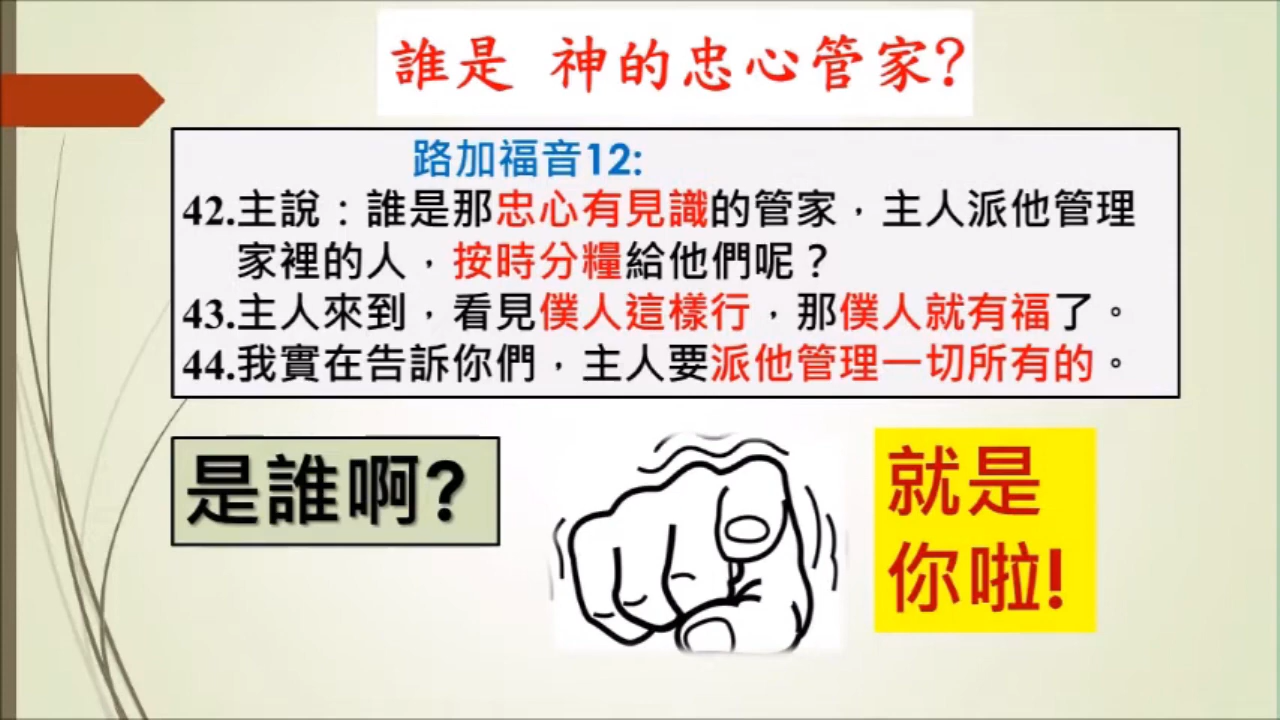 誰是 神的忠心管家?
路加福音12:
42.主說：誰是那忠心有見識的管家，主人派他管理
家裡的人，按時分糧給他們呢？
43.主人來到，看見僕人這樣行，那僕人就有福了。
44.我實在告訴你們，主人要派他管理一切所有的。
是誰啊?
就是
你啦!